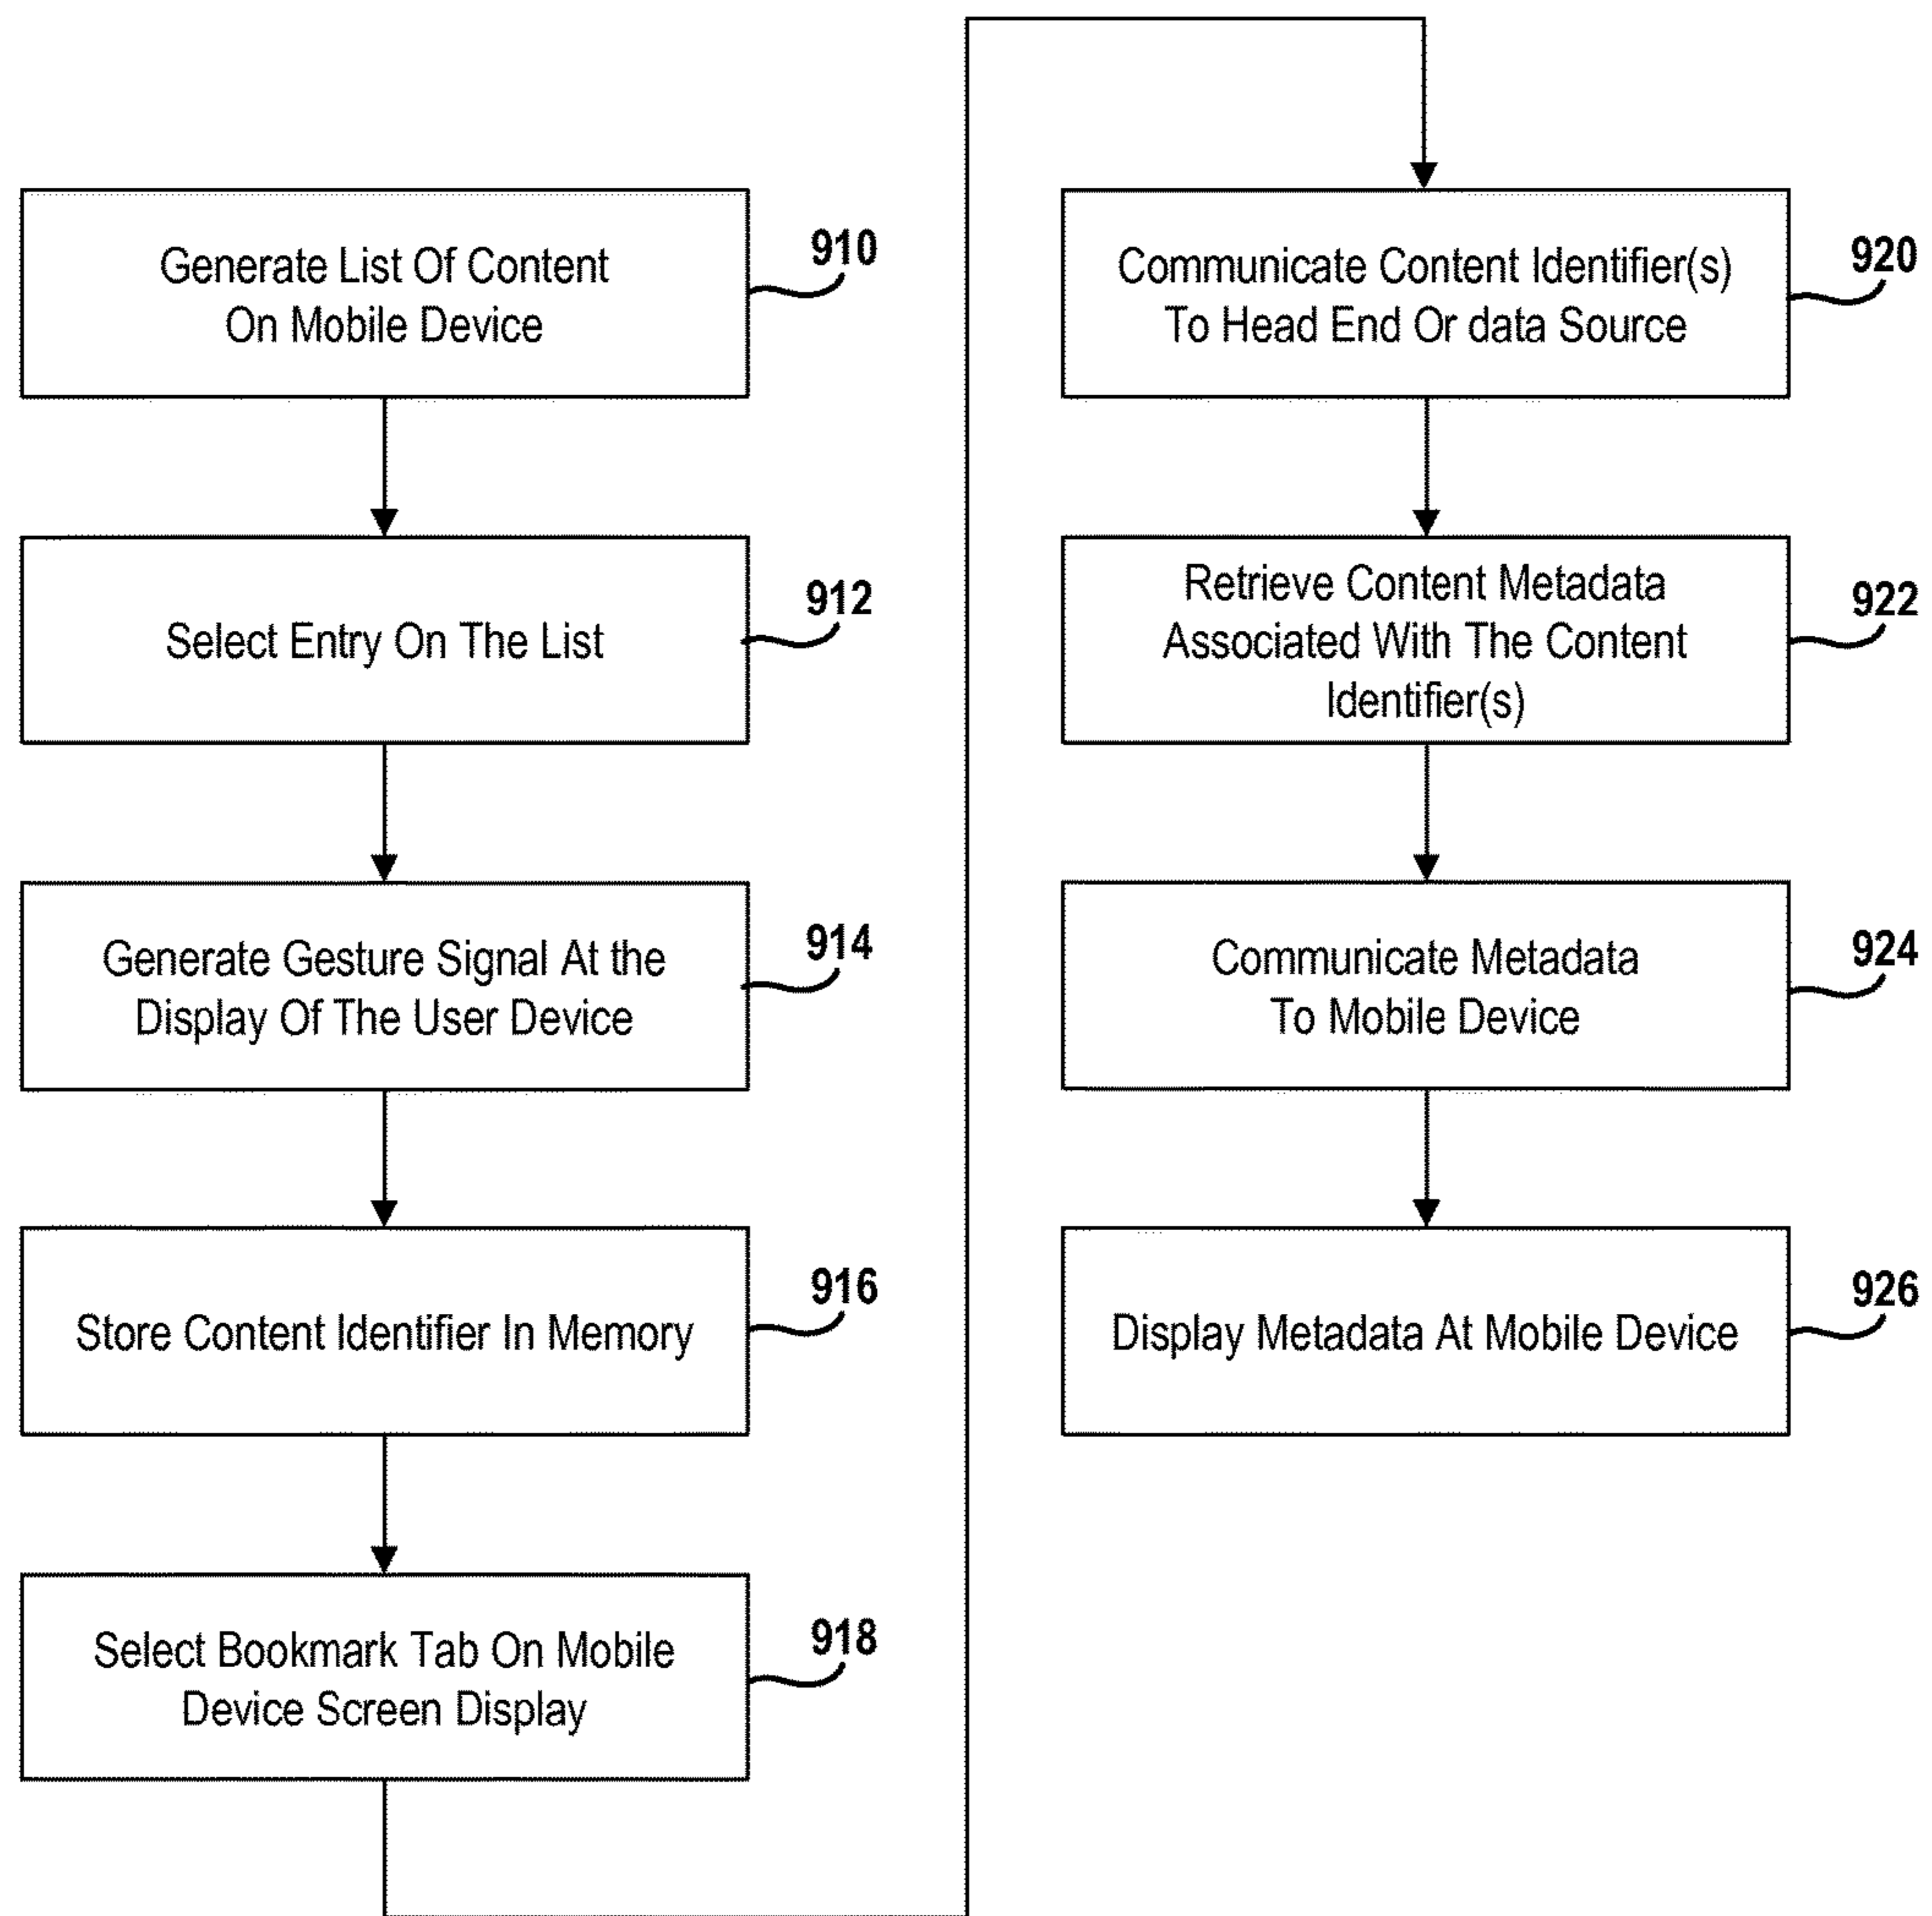 Generate List Of Content
On Mobile Device
910
Select Entry On The List
912
Generate Gesture Signal At the
Display Of The User Device
914
Store Content Identifier In Memory
916
Select Bookmark Tab On Mobile
Device Screen Display
918
Communicate Content Identifier(s)
To Head End Or data Source
920
Retrieve Content Metadata
Associated With The Content
Identifier(s)
922
Communicate Metadata
To Mobile Device
924
Display Metadata At Mobile Device
926